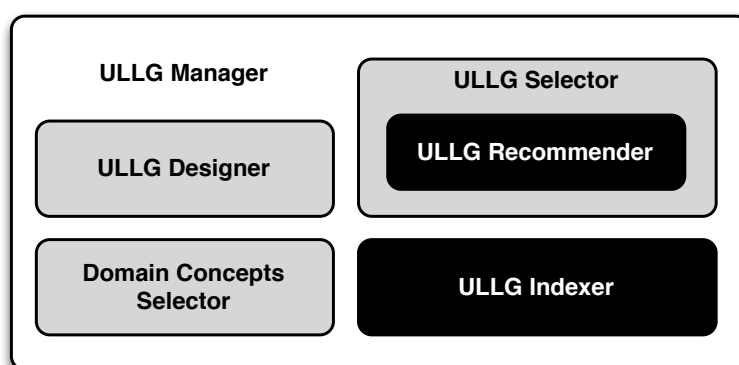 ULLG Manager
ULLG Selector
ULLG Recommender
ULLG Designer
Domain Concepts
Selector
ULLG Indexer